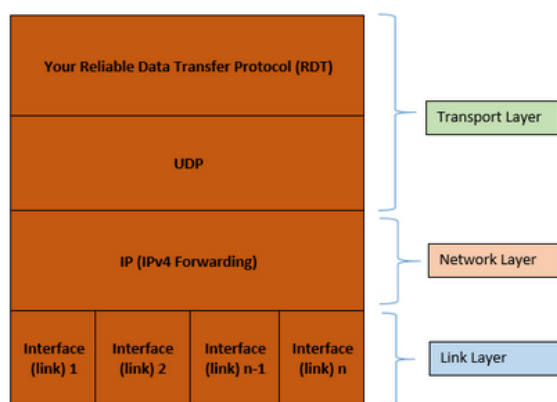 Your Reliable Data Transfer Protocol (RDT)
Transport Layer
UDP
IP (IPv4 Forwarding)
Network Layer
Interface
(link) 1
Interface
(link) 2
Interface
(link) n-1
Interface
(link) n
Link Layer